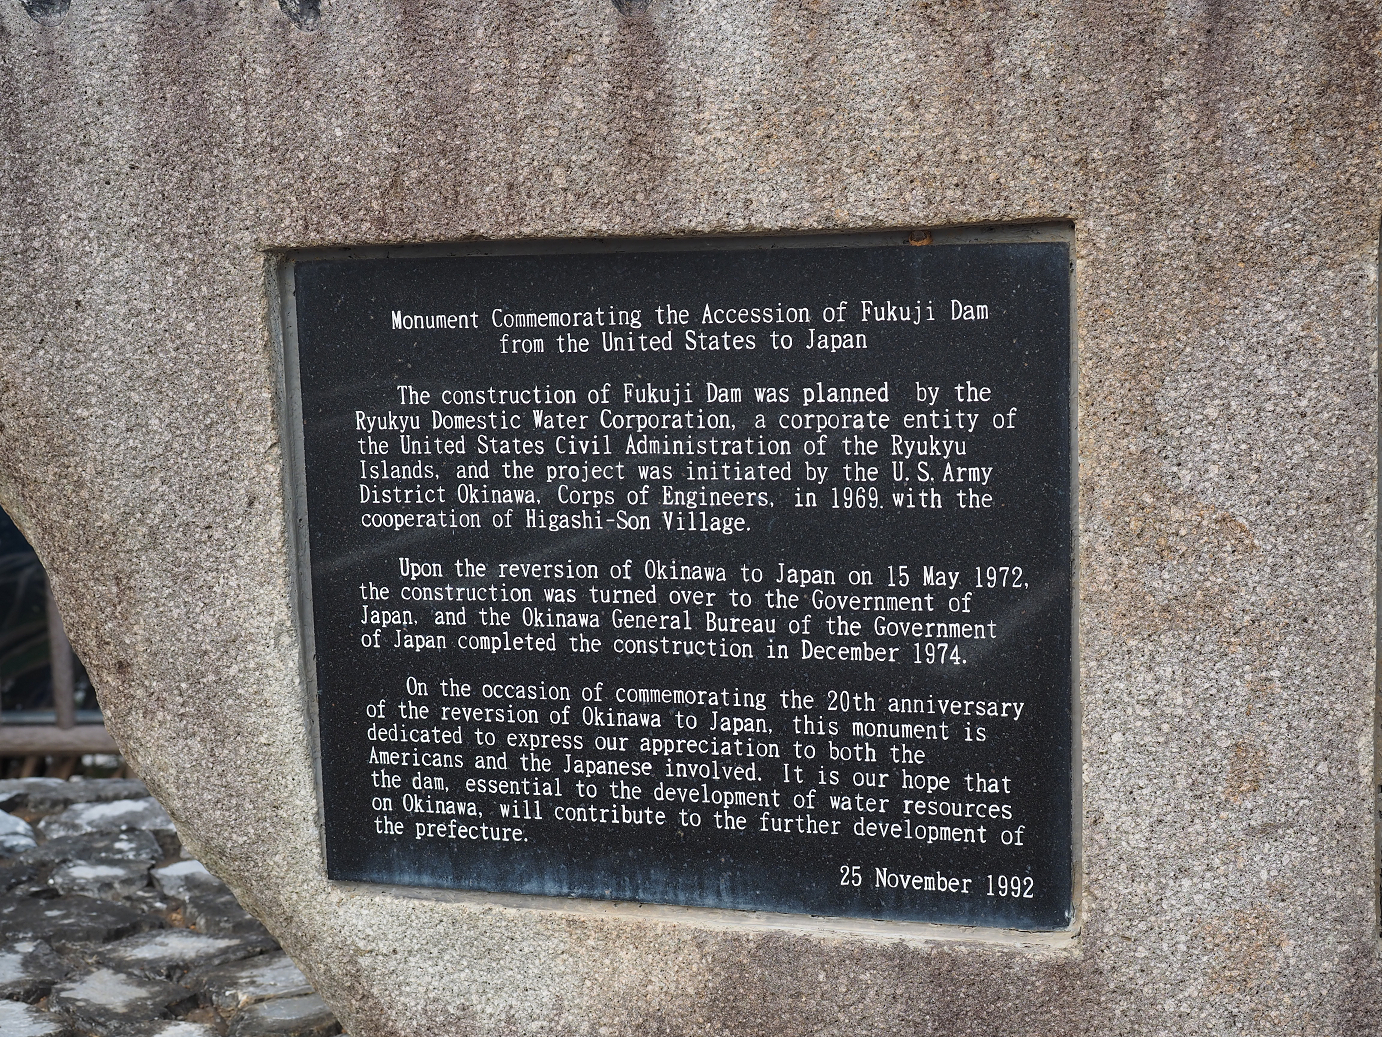 Monument Commemorating the Accession of Fukuji Dam
from the United States to Japan
The construction of Fukuji Dam was planned by the
Ryukyu Domestic Water Corporation, a corporate entity of
the United States Civil Administration of the Ryukyu
Islands, and the project was initiated by the U.S. Army
District Okinawa, Corps of Engineers, in 1969. with the
cooperation of Higashi-Son Village.
Upon the reversion of Okinawa to Japan on 15 May 1972,
the construction was turned over to the Government of
Japan, and the Okinawa General Bureau of the Government
of Japan completed the construction in December 1974.
On the occasion of commemorating the 20th anniversary
of the reversion of Okinawa to Japan, this monument is
dedicated to express our appreciation to both the
Americans and the Japanese involved. It is our hope that
the dam, essential to the development of water resources
on Okinawa, will contribute to the further development of
the prefecture.
25 November 1992